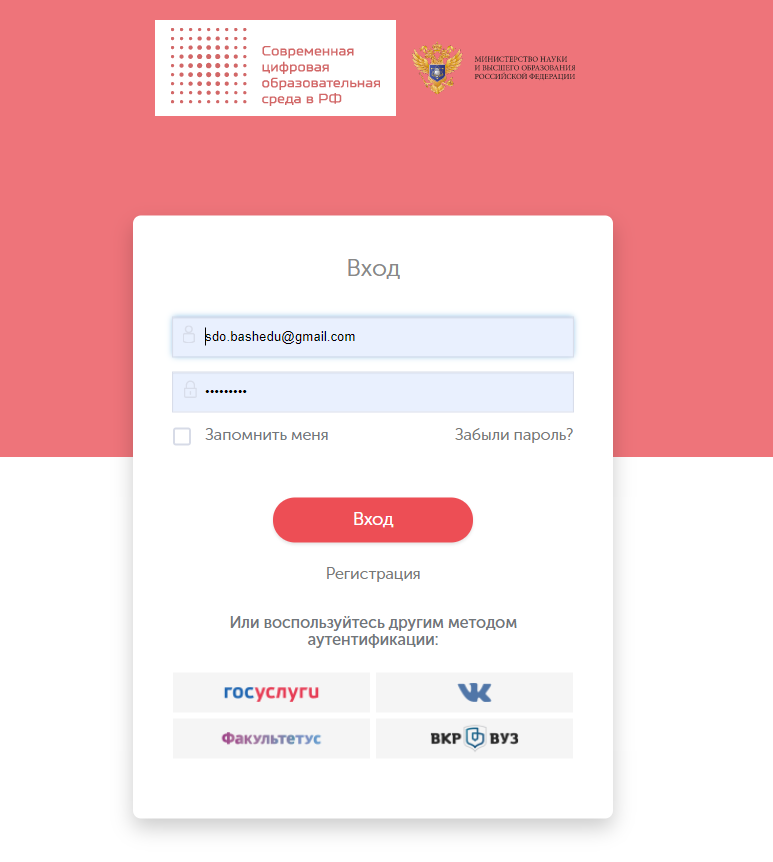 Современная
цифровая
образовательная
среда в РФ
МИНИСТЕРСТВО НАУКИ
И ВЫСШЕГО ОБРАЗОВАНИЯ
РОССИЙСКОЙ ФЕДЕРАЦИИ
Вход
sdo.bashedu@gmail.com
•••••••••
Запомнить меня
Забыли пароль?
Вход
Регистрация
Или воспользуйтесь другим методом
аутентификации:
госуслуги
Факультетус
ВКР ВУЗ